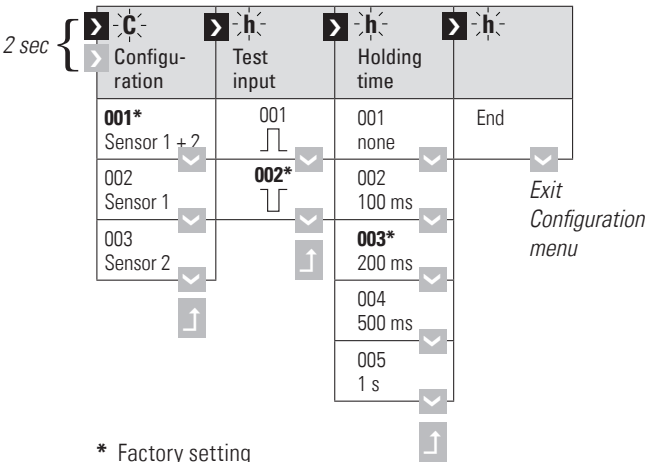 2 sec
C
Configu-
ration
h
Test
input
h
Holding
time
h
001*
Sensor 1 + 2
002
Sensor 1
003
Sensor 2
001
002*
001
none
002
100 ms
003*
200 ms
004
500 ms
005
1 s
End
Exit
Configuration
menu
* Factory setting